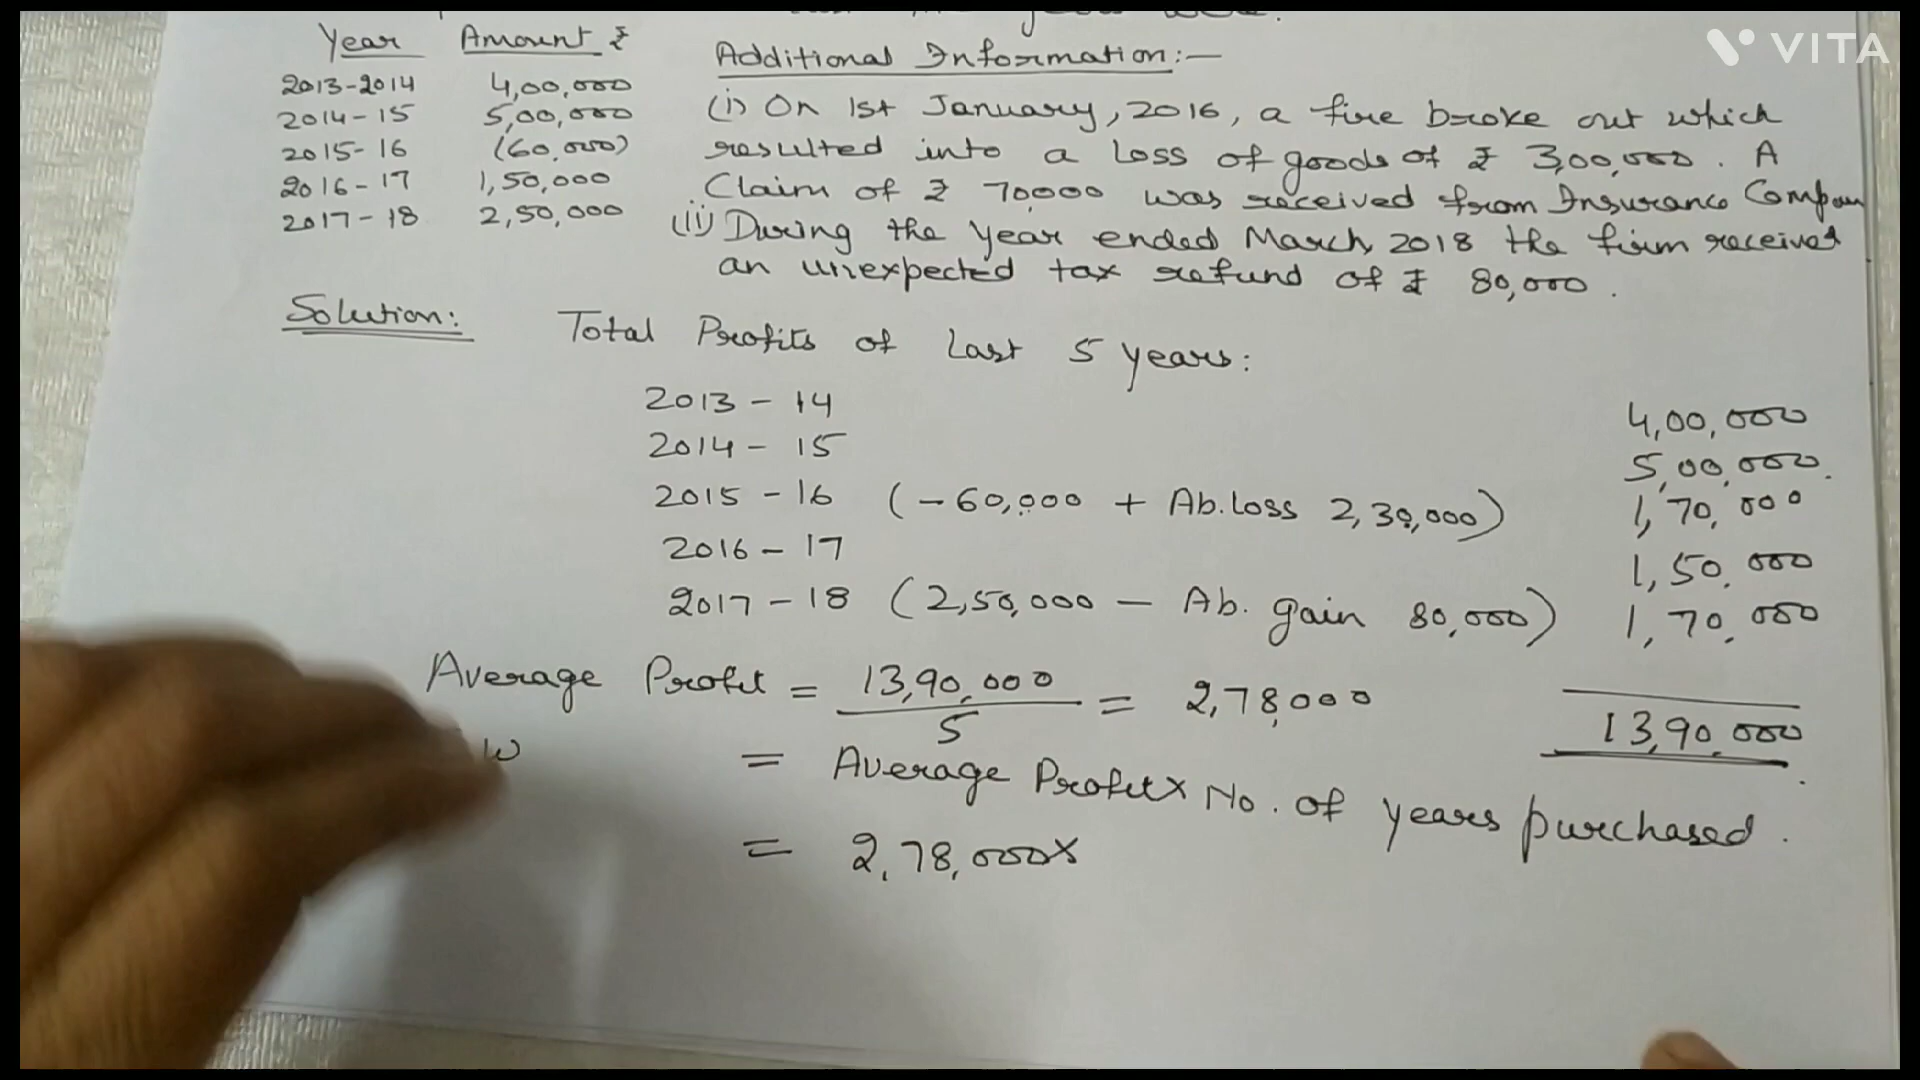 VITA
Year Amount ₹
2013-2014 4,00,000
2014-15 5,00,000
2015-16 (60,000)
2016-17 1,50,000
2017-18 2,50,000
Additional Information:-
(i) On 1st January, 2016, a fire broke out which
resulted into a loss of goods of ₹ 3,00,000. A
Claim of ₹ 70000 was received from Insurance Compan
(ii) During the year ended March, 2018 the firm received
an unexpected tax refund of ₹ 80,000.
Solution: Total Profits of Last 5 years:
2013-14 4,00,000
2014-15 5,00,000.
2015-16 (-60,000 + Ab. Loss 2,30,000) 1,70,000
2016-17 1,50,000
2017-18 (2,50,000 - Ab. gain 80,000) 1,70,000
13,90,000
Average Profit = 13,90,000 / 5 = 2,78,000
= Average Profit x No. of years purchased.
= 2,78,000x